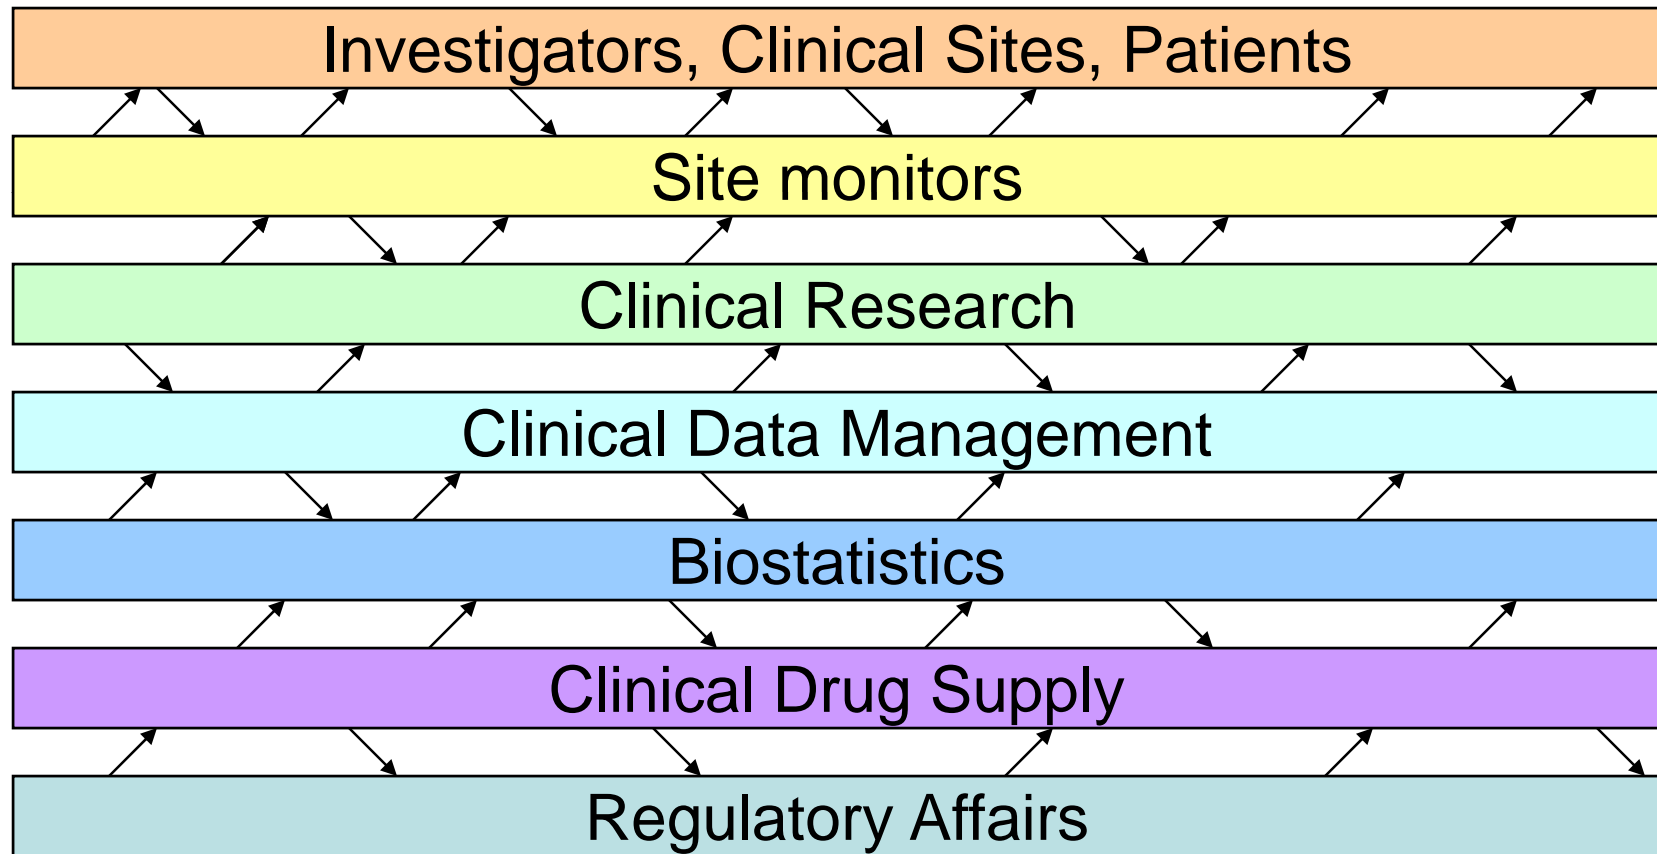 Investigators, Clinical Sites, Patients
Site monitors
Clinical Research
Clinical Data Management
Biostatistics
Clinical Drug Supply
Regulatory Affairs